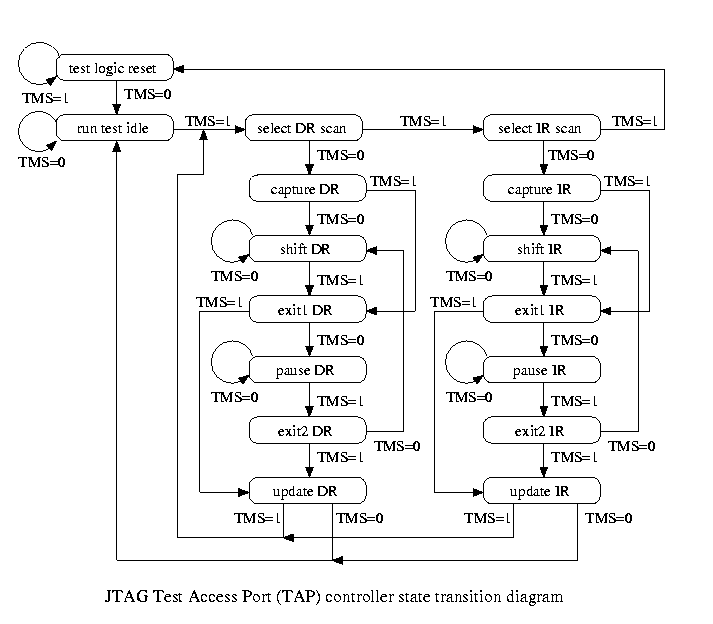 test logic reset
TMS=1
TMS=0
run test idle
TMS=1
select DR scan
TMS=1
select IR scan
TMS=1
TMS=0
TMS=0
TMS=0
capture DR
TMS=1
capture IR
TMS=1
TMS=0
TMS=0
shift DR
shift IR
TMS=0
TMS=1
TMS=0
TMS=1
TMS=1
exit1 DR
TMS=1
exit1 IR
TMS=0
TMS=0
pause DR
pause IR
TMS=0
TMS=1
TMS=0
TMS=1
exit2 DR
TMS=0
exit2 IR
TMS=0
TMS=1
TMS=1
update DR
update IR
TMS=1
TMS=0
TMS=1
TMS=0
JTAG Test Access Port (TAP) controller state transition diagram